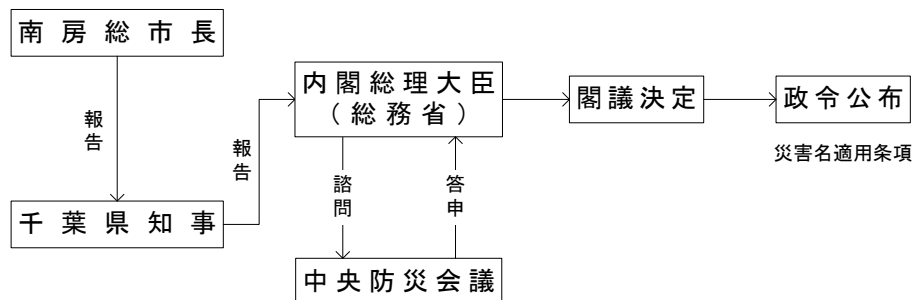 南房総市長
報告
千葉県知事
報告
内閣総理大臣
(総務省)
諮問
答申
中央防災会議
閣議決定
政令公布
災害名適用条項